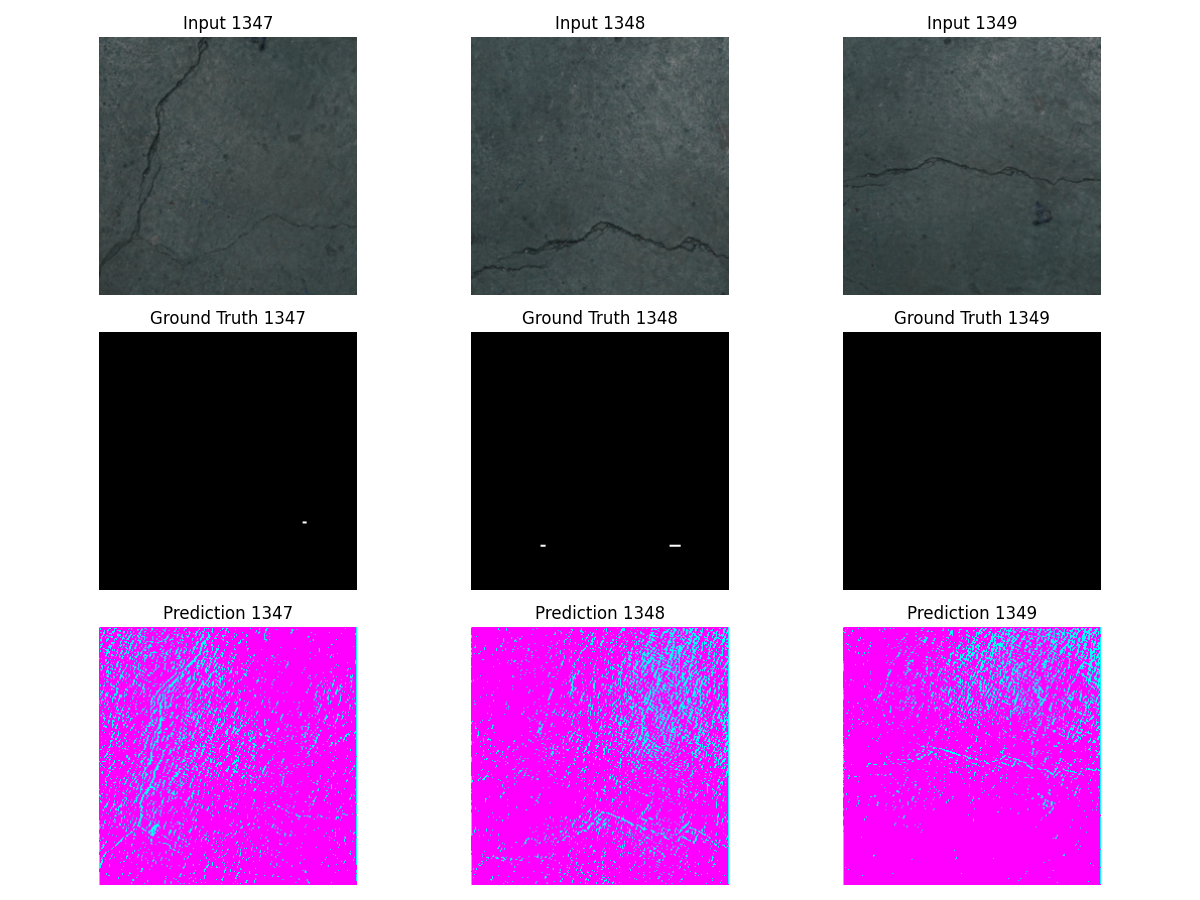 Input 1347
Input 1348
Input 1349
Ground Truth 1347
Ground Truth 1348
Ground Truth 1349
Prediction 1347
Prediction 1348
Prediction 1349